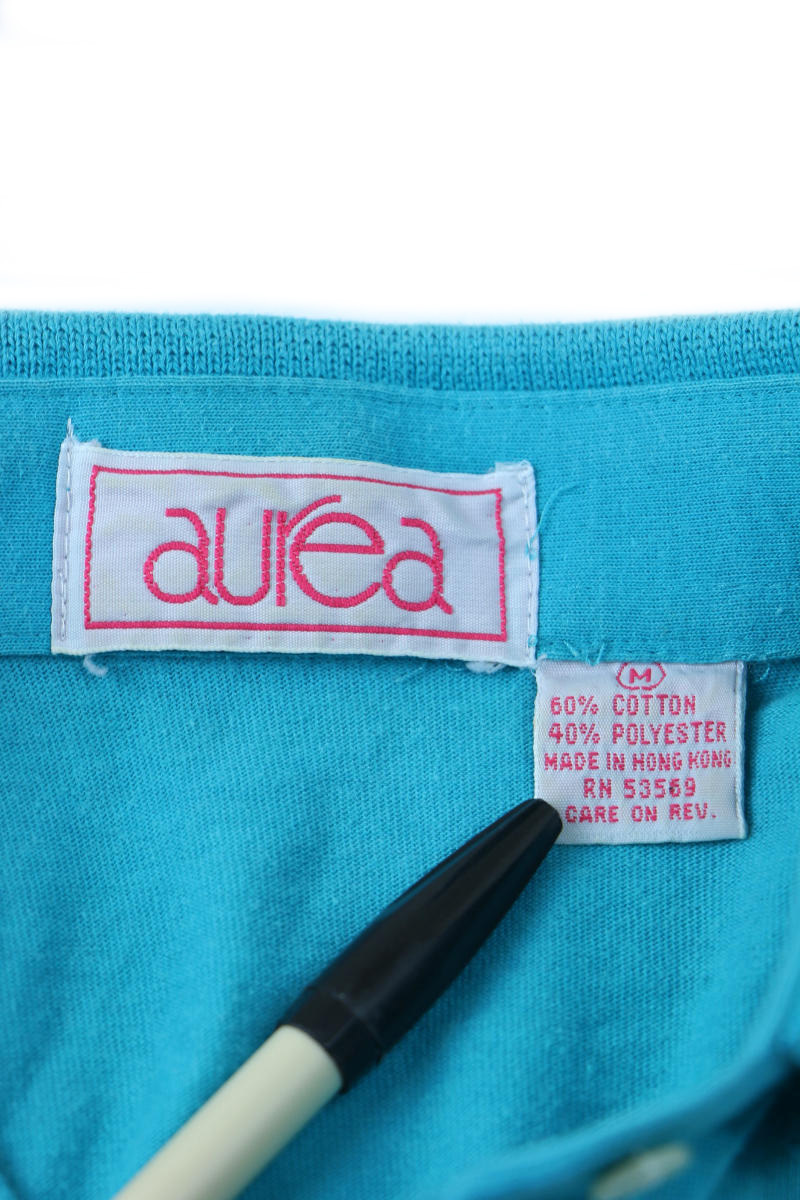 aurea
M
60% COTTON
40% POLYESTER
MADE IN HONG KONG
RN 53569
CARE ON REV.